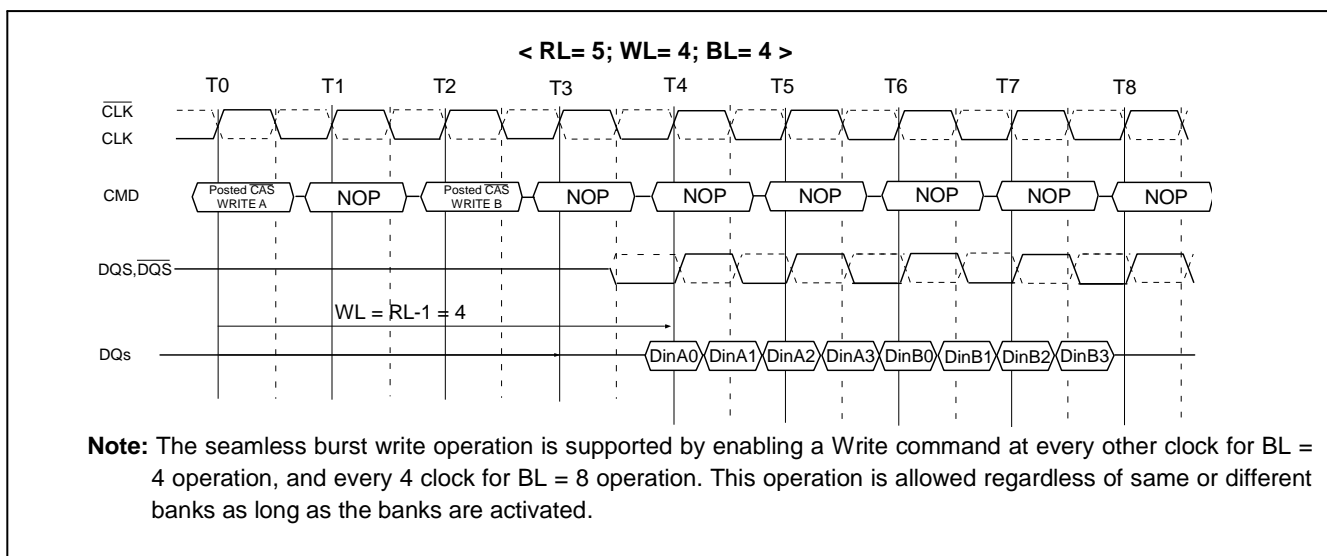 < RL= 5; WL= 4; BL= 4 >
T0 T1 T2 T3 T4 T5 T6 T7 T8
C̅L̅K̅
CLK
CMD
Posted C̅A̅S̅
WRITE A
NOP
Posted C̅A̅S̅
WRITE B
NOP NOP NOP NOP NOP NOP
DQS,D̅Q̅S̅
WL = RL-1 = 4
DQs
DinA0 DinA1 DinA2 DinA3 DinB0 DinB1 DinB2 DinB3
Note: The seamless burst write operation is supported by enabling a Write command at every other clock for BL =
4 operation, and every 4 clock for BL = 8 operation. This operation is allowed regardless of same or different
banks as long as the banks are activated.